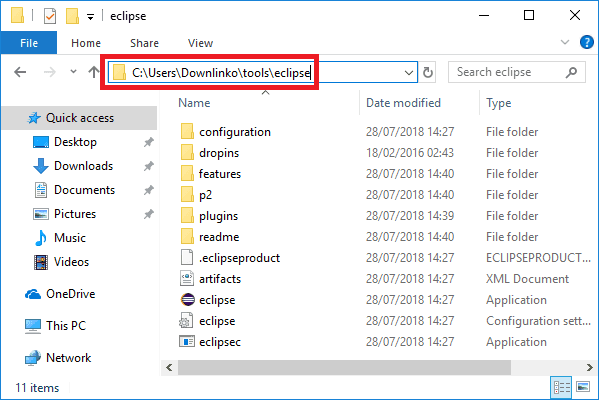 eclipse
File Home Share View
C:\Users\Downlinko\tools\eclipse Search eclipse
Name Date modified Type
Quick access
Desktop
Downloads
Documents
Pictures
Music
Videos
OneDrive
This PC
Network
configuration 28/07/2018 14:27 File folder
dropins 18/02/2016 02:43 File folder
features 28/07/2018 14:40 File folder
p2 28/07/2018 14:40 File folder
plugins 28/07/2018 14:39 File folder
readme 28/07/2018 14:40 File folder
.eclipseproduct 28/07/2018 14:27 ECLIPSEPRODUCT
artifacts 28/07/2018 14:27 XML Document
eclipse 28/07/2018 14:27 Application
eclipse 28/07/2018 14:27 Configuration sett...
eclipsec 28/07/2018 14:27 Application
11 items